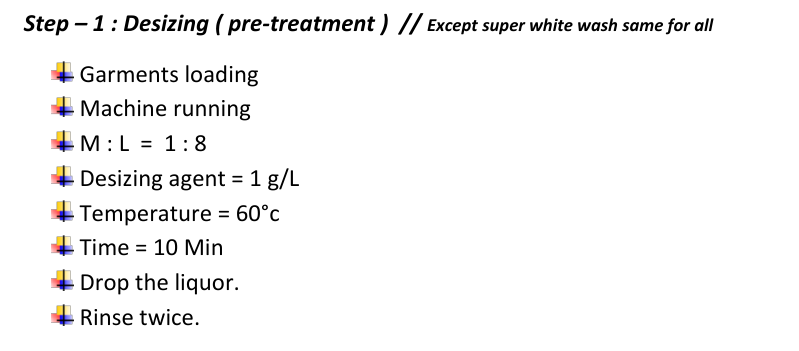 Step – 1 : Desizing ( pre-treatment )  // Except super white wash same for all
Garments loading
Machine running
M : L  =  1 : 8
Desizing agent = 1 g/L
Temperature = 60°c
Time = 10 Min
Drop the liquor.
Rinse twice.